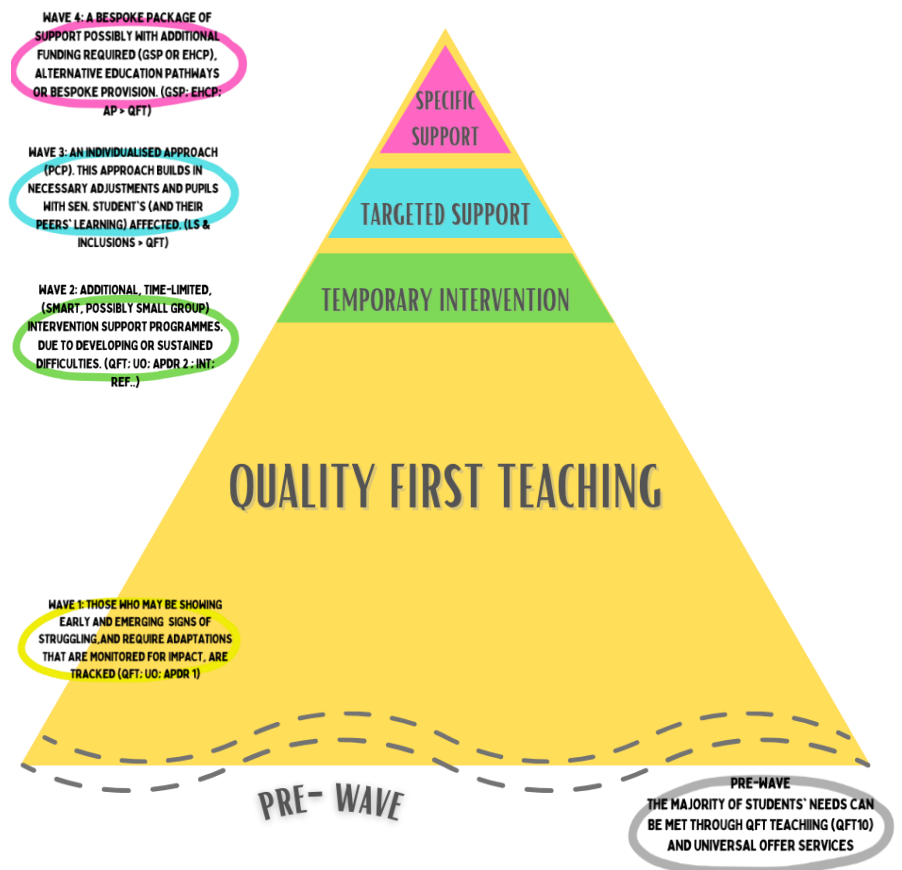 WAVE 4: A BESPOKE PACKAGE OF
SUPPORT POSSIBLY WITH ADDITIONAL
FUNDING REQUIRED (GSP OR EHCP),
ALTERNATIVE EDUCATION PATHWAYS
OR BESPOKE PROVISION. (GSP; EHCP;
AP > QFT)
SPECIFIC
SUPPORT
WAVE 3: AN INDIVIDUALISED APPROACH
(PCP). THIS APPROACH BUILDS IN
NECESSARY ADJUSTMENTS AND PUPILS
WITH SEN. STUDENT'S (AND THEIR
PEERS' LEARNING) AFFECTED. (LS &
INCLUSIONS > QFT)
TARGETED SUPPORT
WAVE 2: ADDITIONAL, TIME-LIMITED,
(SMART, POSSIBLY SMALL GROUP)
INTERVENTION SUPPORT PROGRAMMES.
DUE TO DEVELOPING OR SUSTAINED
DIFFICULTIES. (QFT; UO; APDR 2 ; INT;
REF..)
TEMPORARY INTERVENTION
QUALITY FIRST TEACHING
WAVE 1: THOSE WHO MAY BE SHOWING
EARLY AND EMERGING SIGNS OF
STRUGGLING,AND REQUIRE ADAPTATIONS
THAT ARE MONITORED FOR IMPACT, ARE
TRACKED (QFT; UO; APDR 1)
PRE- WAVE
PRE-WAVE
THE MAJORITY OF STUDENTS' NEEDS CAN
BE MET THROUGH QFT TEACHIING (QFT10)
AND UNIVERSAL OFFER SERVICES